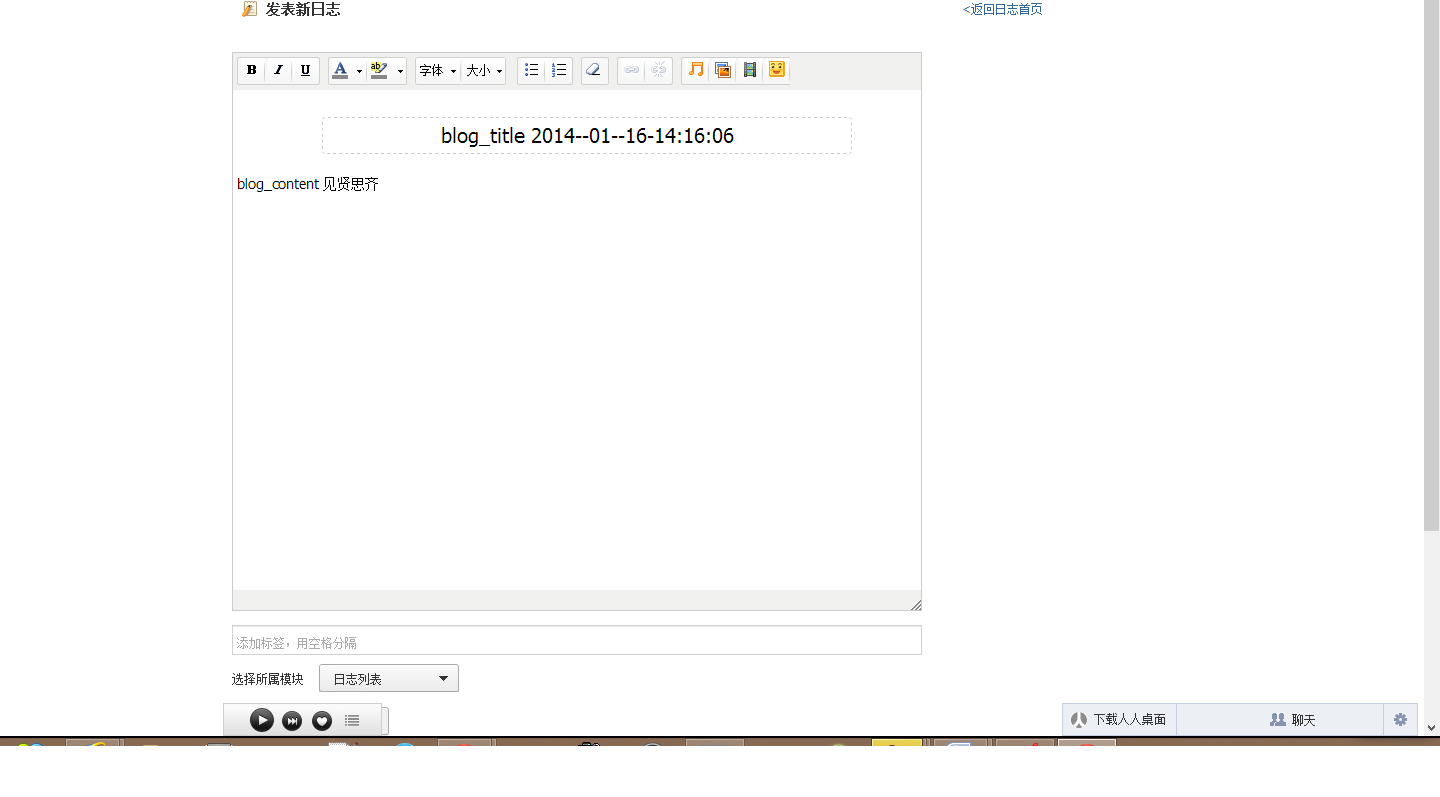 发表新日志
<返回日志首页
B I U A ab 字体 大小
blog_title 2014--01--16-14:16:06
blog_content 见贤思齐
添加标签，用空格分隔
选择所属模块 日志列表
下载人人桌面 聊天